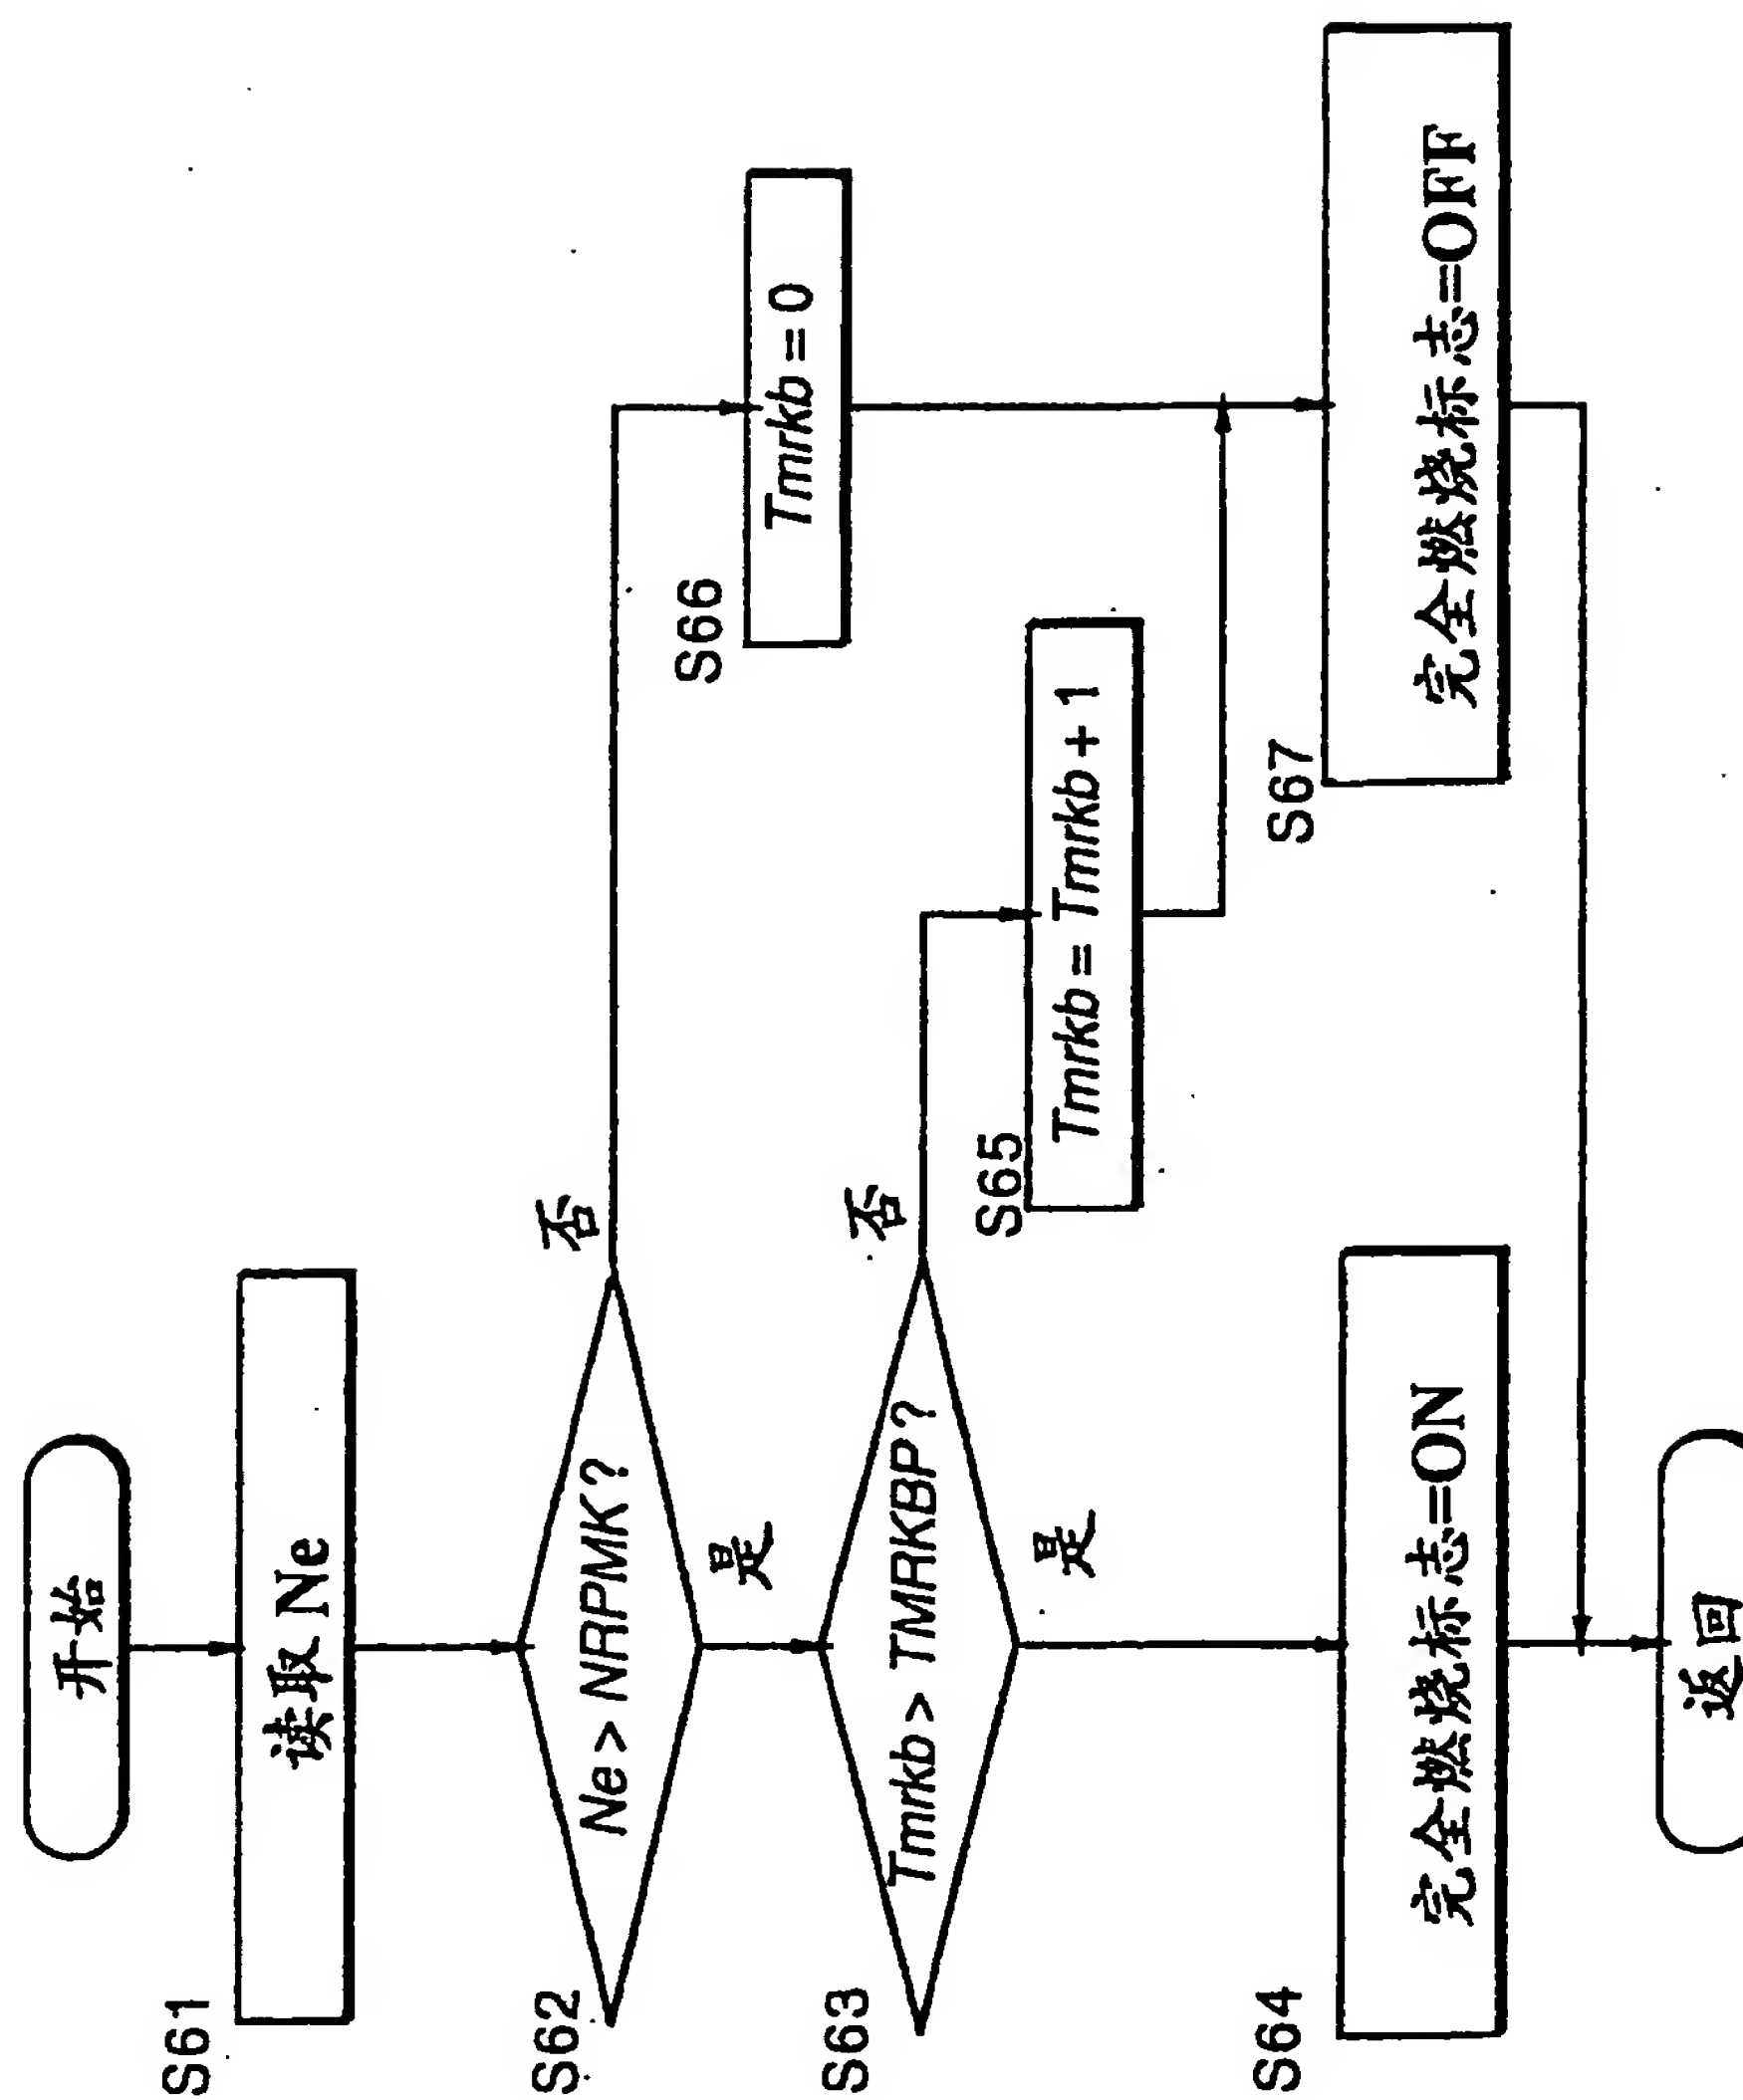 开始
S61
读取 Ne
S62
Ne > NRPMK?
否
是
S63
Tmrkb > TMRKBP?
否
是
S66
Tmrkb = 0
S65
Tmrkb = Tmrkb + 1
S64
完全燃烧标志=ON
S67
完全燃烧标志=OFF
返回